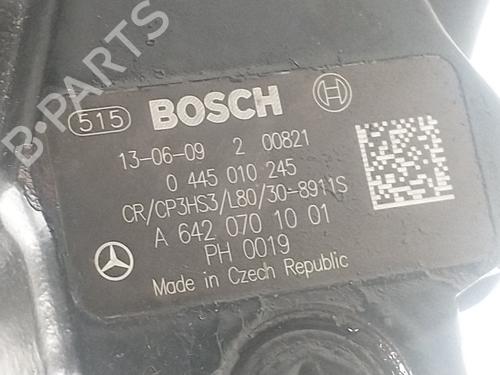 515 BOSCH
13-06-09 2 00821
0 445 010 245
CR/CP3HS3/L80/30-8911S
A 642 070 10 01
PH 0019
Made in Czech Republic
B-PARTS